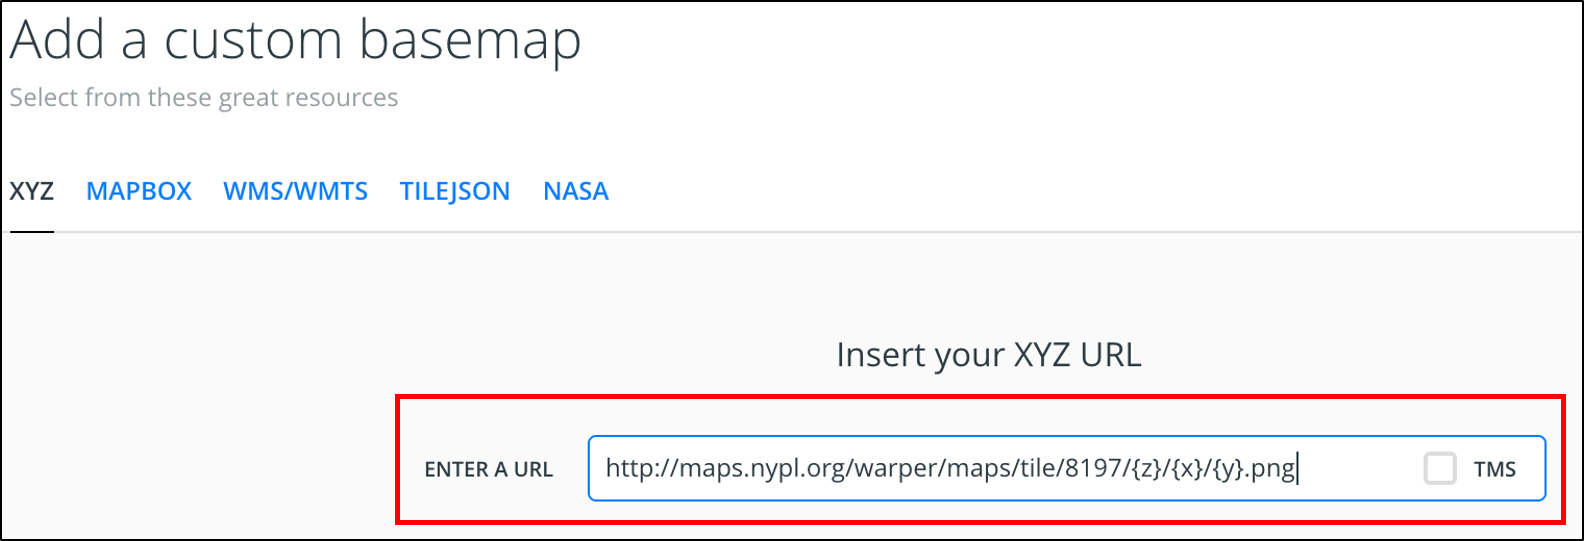 Add a custom basemap
Select from these great resources
XYZ MAPBOX WMS/WMTS TILEJSON NASA
Insert your XYZ URL
ENTER A URL http://maps.nypl.org/warper/maps/tile/8197/{z}/{x}/{y}.png TMS